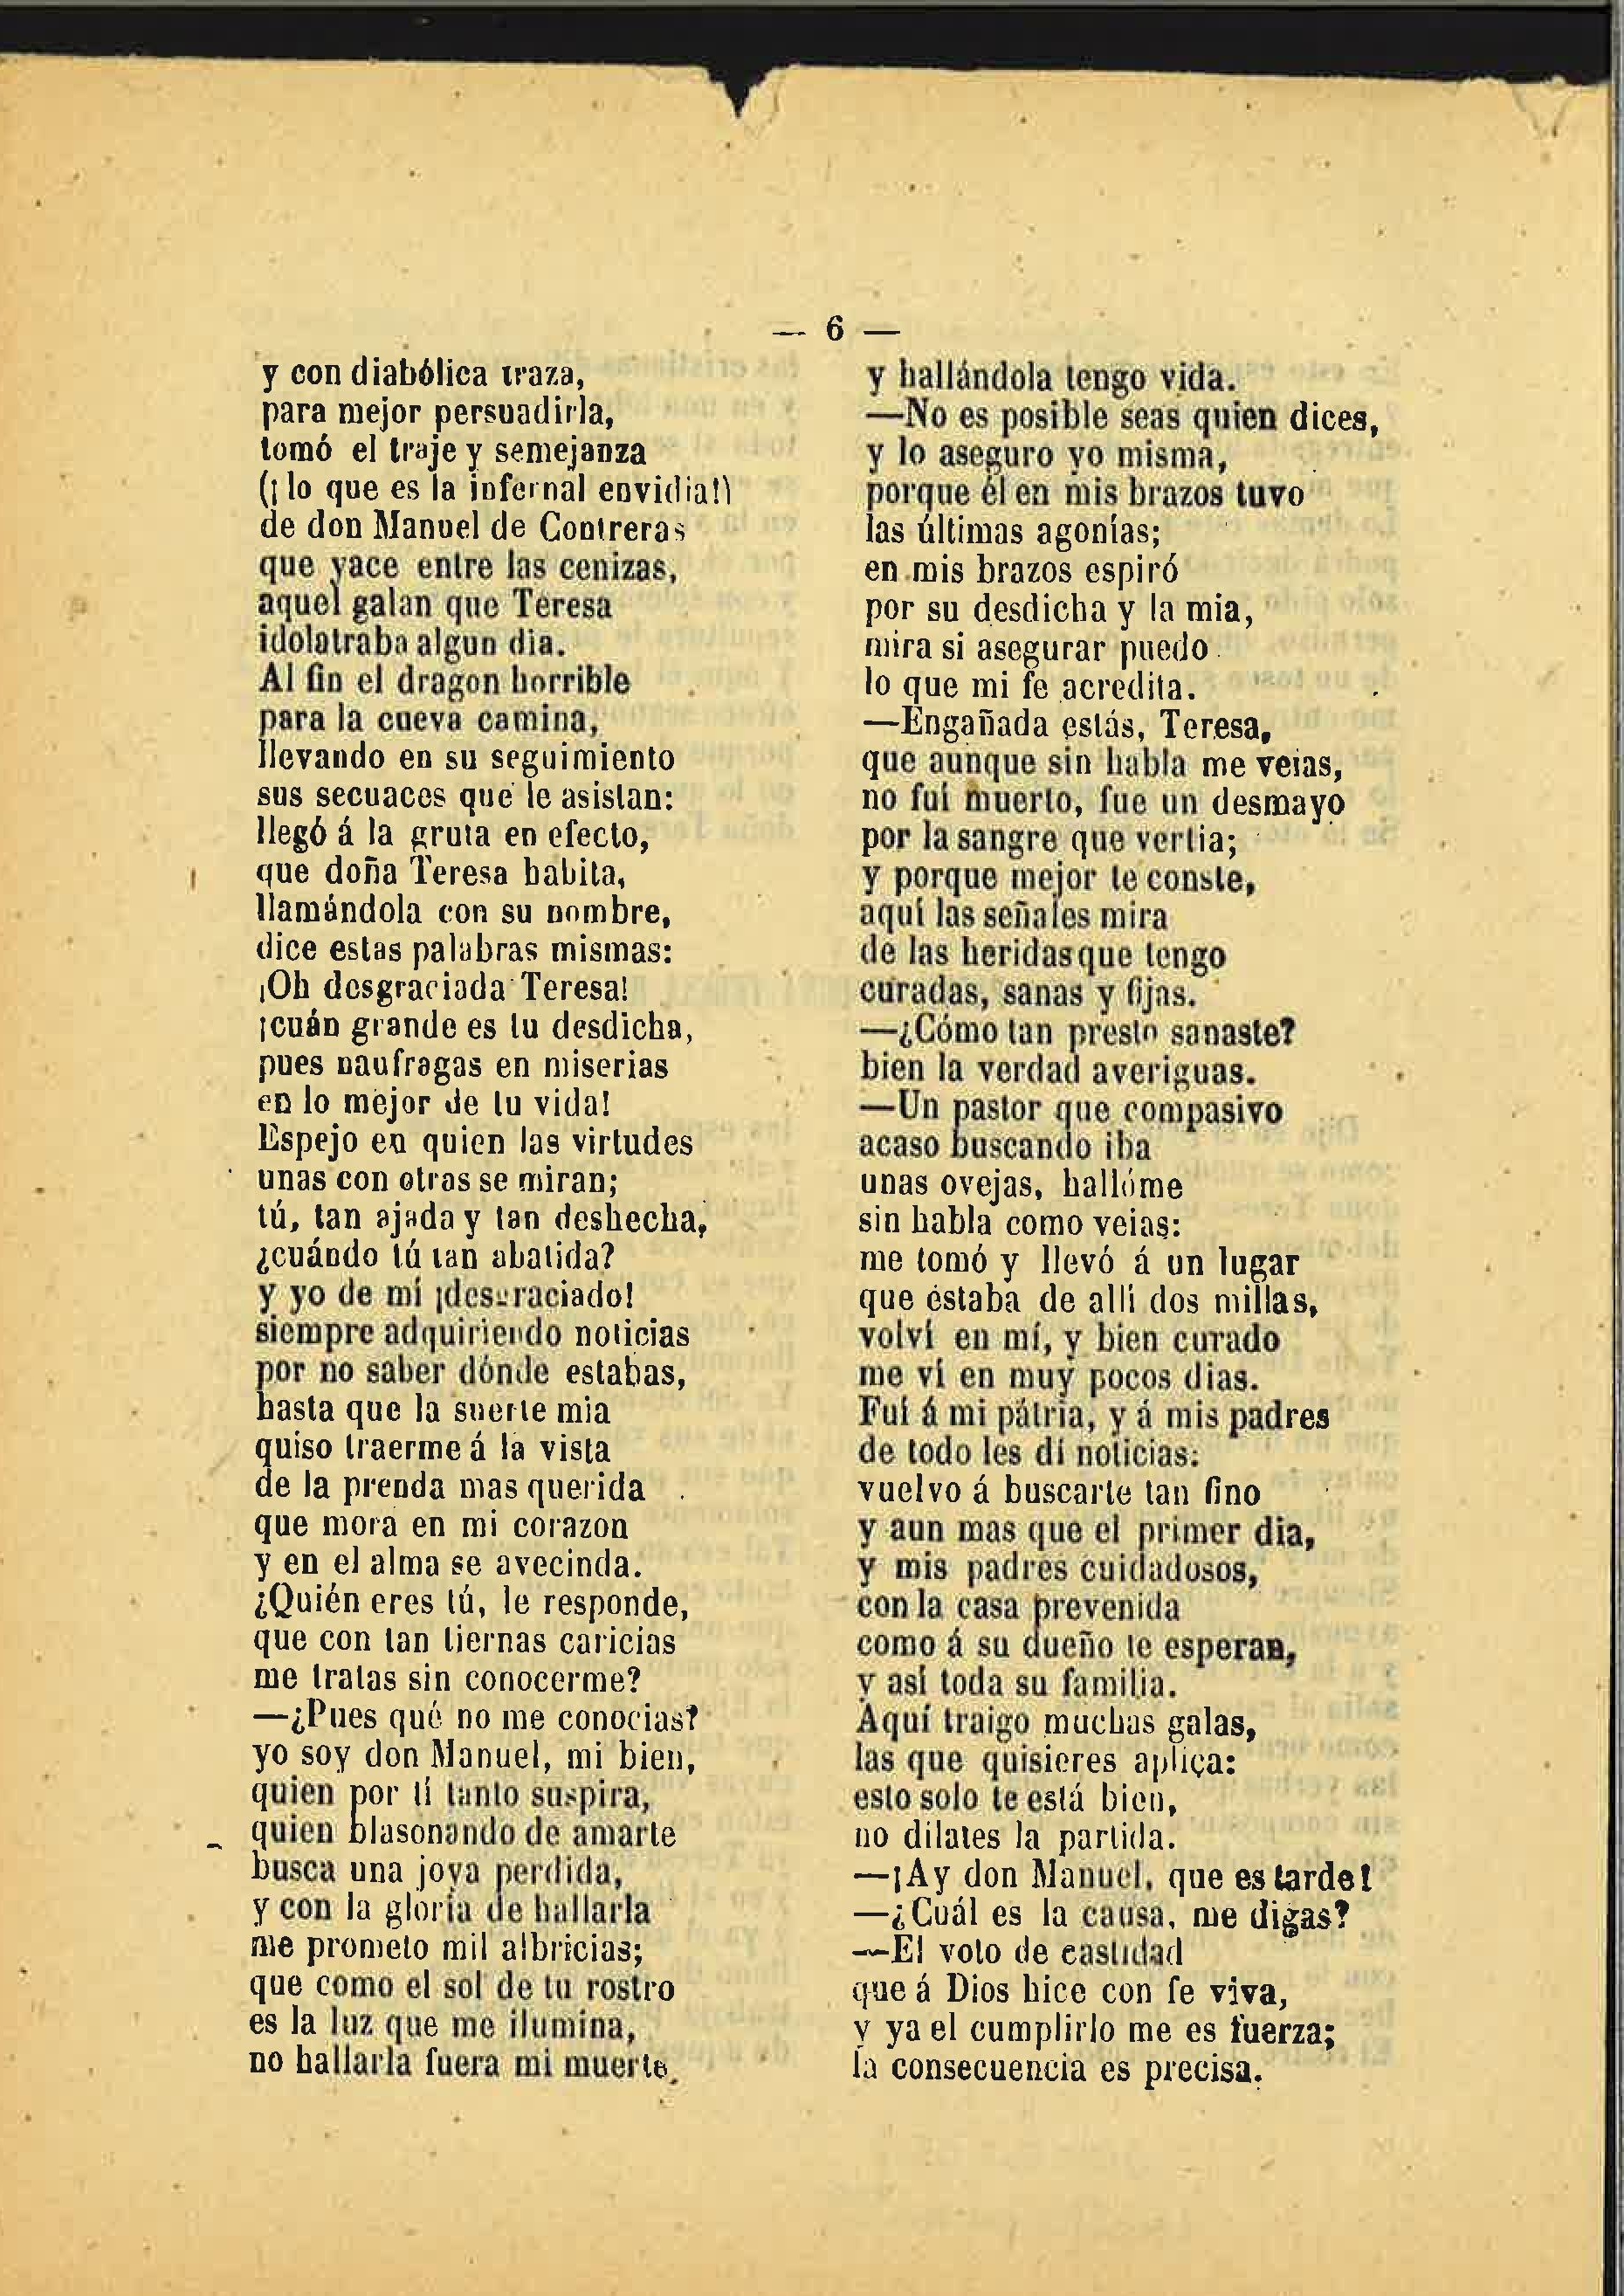 — 6 —
y con diabólica traza,
para mejor persuadirla,
tomó el traje y semejanza
(¡lo que es la infernal envidia!)
de don Manuel de Contreras
que yace entre las cenizas,
aquel galan que Teresa
idolatraba algun dia.
Al fin el dragon horrible
para la cueva camina,
llevando en su seguimiento
sus secuaces que le asistan:
llegó á la gruta en efecto,
que doña Teresa habita,
llamándola con su nombre,
dice estas palabras mismas:
¡Oh desgraciada Teresa!
¡cuán grande es tu desdicha,
pues naufragas en miserias
en lo mejor de tu vida!
Espejo en quien las virtudes
unas con otras se miran;
tú, tan ajada y tan deshecha,
¿cuándo tú tan abatida?
y yo de mí ¡desgraciado!
siempre adquiriendo noticias
por no saber dónde estabas,
hasta que la suerte mia
quiso traerme á la vista
de la prenda mas querida
que mora en mi corazon
y en el alma se avecinda.
¿Quién eres tú, le responde,
que con tan tiernas caricias
me tratas sin conocerme?
—¿Pues qué no me conocias?
yo soy don Manuel, mi bien,
quien por tí tanto suspira,
quien blasonando de amarte
busca una joya perdida,
y con la gloria de hallarla
me prometo mil albricias;
que como el sol de tu rostro
es la luz que me ilumina,
no hallarla fuera mi muerte,
y hallándola tengo vida.
—No es posible seas quien dices,
y lo aseguro yo misma,
porque él en mis brazos tuvo
las últimas agonías;
en mis brazos espiró
por su desdicha y la mia,
mira si asegurar puedo
lo que mi fe acredita.
—Engañada estás, Teresa,
que aunque sin habla me veias,
no fuí muerto, fue un desmayo
por la sangre que vertia;
y porque mejor te conste,
aquí las señales mira
de las heridas que tengo
curadas, sanas y fijas.
—¿Cómo tan presto sanaste?
bien la verdad averiguas.
—Un pastor que compasivo
acaso buscando iba
unas ovejas, hallóme
sin habla como veias:
me tomó y llevó á un lugar
que estaba de allí dos millas,
volví en mí, y bien curado
me ví en muy pocos dias.
Fuí á mi pátria, y á mis padres
de todo les dí noticias:
vuelvo á buscarte tan fino
y aun mas que el primer dia,
y mis padres cuidadosos,
con la casa prevenida
como á su dueño te esperan,
y así toda su familia.
Aquí traigo muchas galas,
las que quisieres apliça:
esto solo te está bien,
no dilates la partida.
—¡Ay don Manuel, que es tarde!
—¿Cuál es la causa, me digas?
—El voto de castidad
que á Dios hice con fe viva,
y ya el cumplirlo me es fuerza;
la consecuencia es precisa.